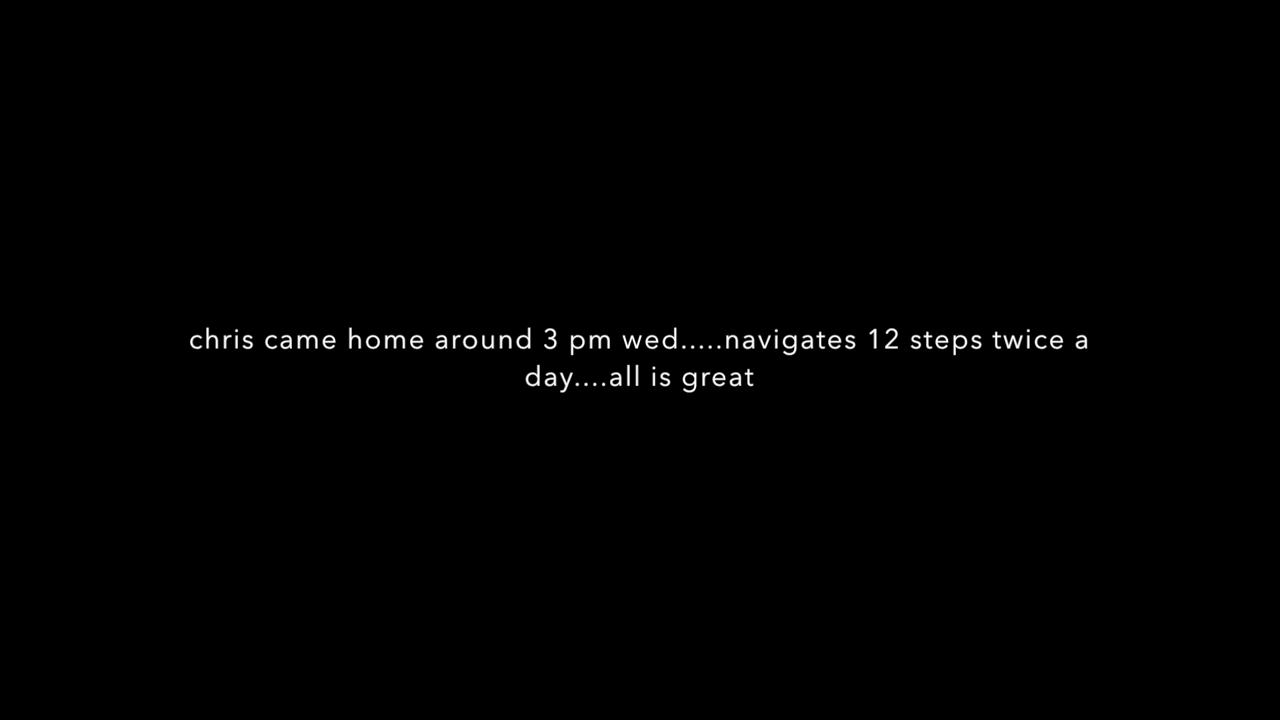 chris came home around 3 pm wed.....navigates 12 steps twice a
day....all is great